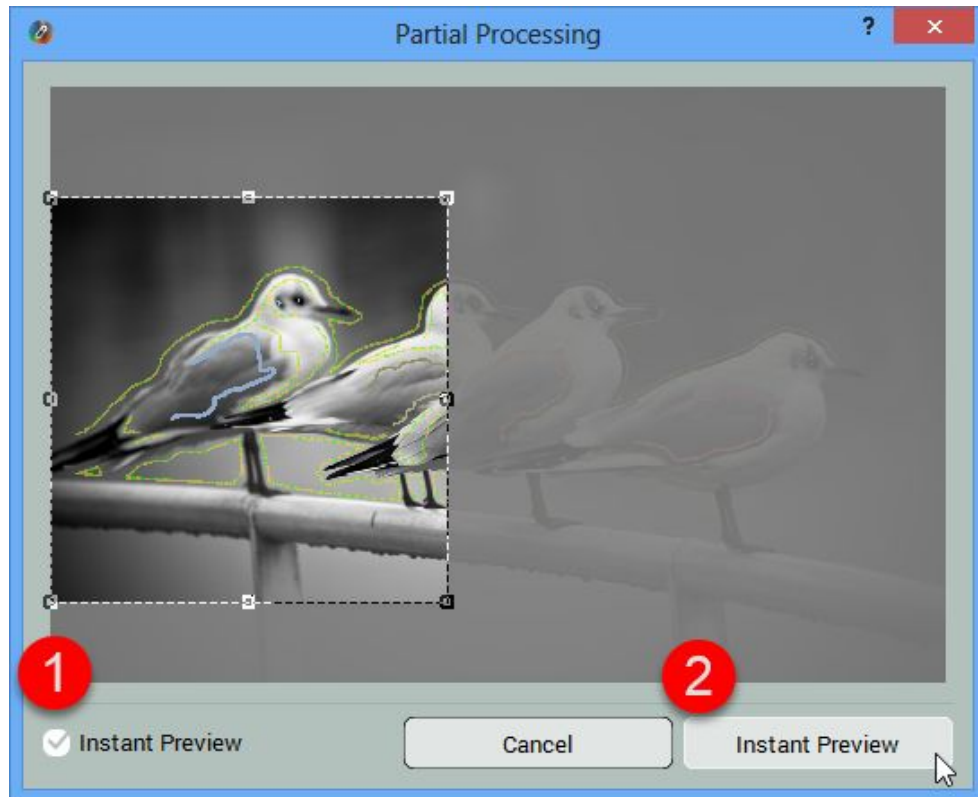 Partial Processing ?
1
2
Instant Preview
Cancel
Instant Preview